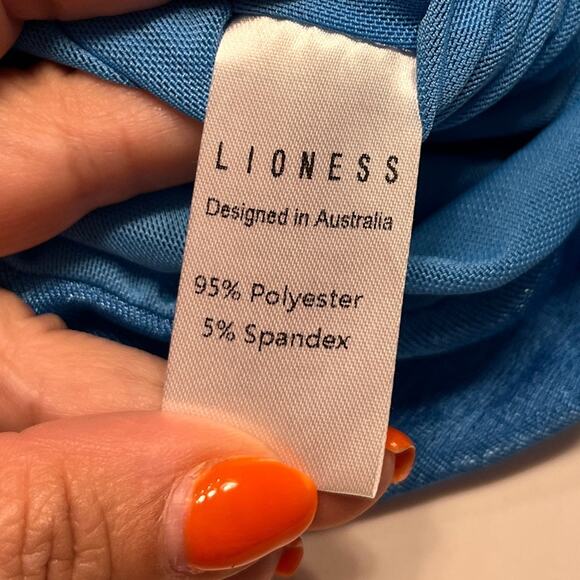 LIONESS
Designed in Australia
95% Polyester
5% Spandex